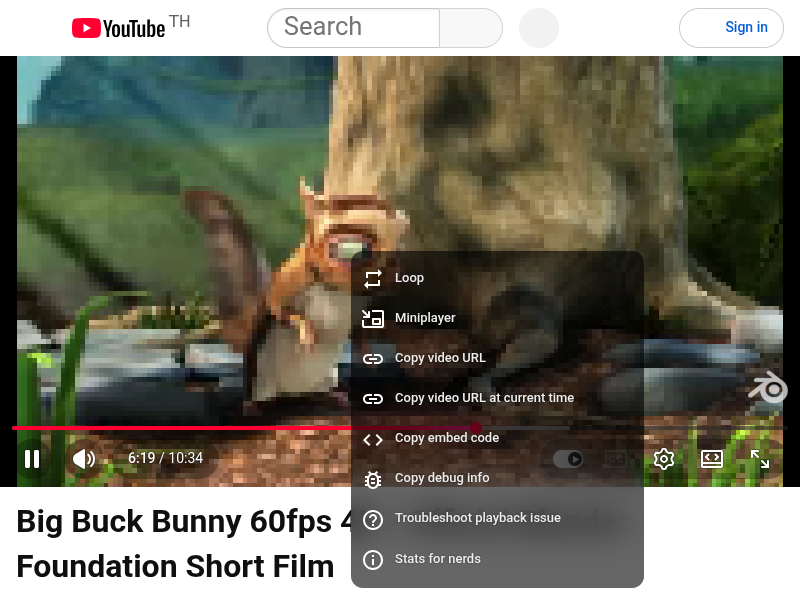 YouTube TH
Search
Sign in
Loop
Miniplayer
Copy video URL
Copy video URL at current time
Copy embed code
Copy debug info
Troubleshoot playback issue
Stats for nerds
6:19 / 10:34
Big Buck Bunny 60fps
Foundation Short Film